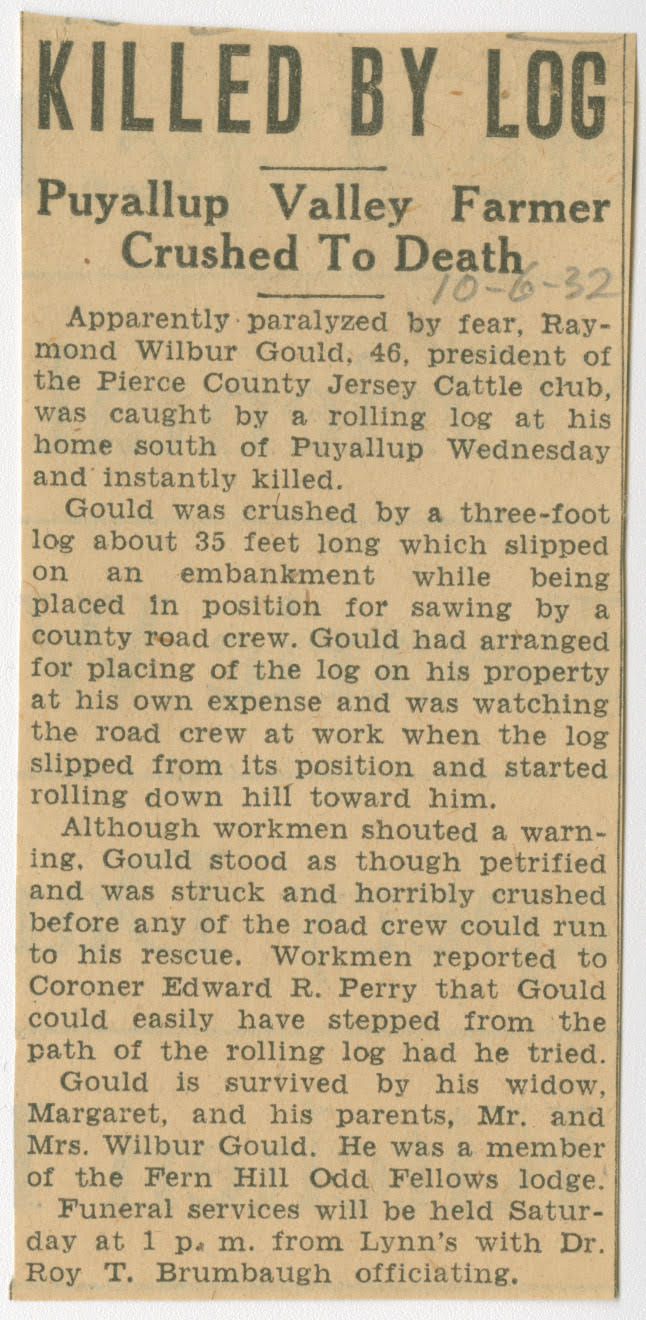 KILLED BY LOG
Puyallup Valley Farmer
Crushed To Death
10-6-32
Apparently paralyzed by fear, Ray-
mond Wilbur Gould, 46, president of
the Pierce County Jersey Cattle club,
was caught by a rolling log at his
home south of Puyallup Wednesday
and instantly killed.
Gould was crushed by a three-foot
log about 35 feet long which slipped
on an embankment while being
placed in position for sawing by a
county road crew. Gould had arranged
for placing of the log on his property
at his own expense and was watching
the road crew at work when the log
slipped from its position and started
rolling down hill toward him.
Although workmen shouted a warn-
ing, Gould stood as though petrified
and was struck and horribly crushed
before any of the road crew could run
to his rescue. Workmen reported to
Coroner Edward R. Perry that Gould
could easily have stepped from the
path of the rolling log had he tried.
Gould is survived by his widow,
Margaret, and his parents, Mr. and
Mrs. Wilbur Gould. He was a member
of the Fern Hill Odd Fellows lodge.
Funeral services will be held Satur-
day at 1 p. m. from Lynn's with Dr.
Roy T. Brumbaugh officiating.